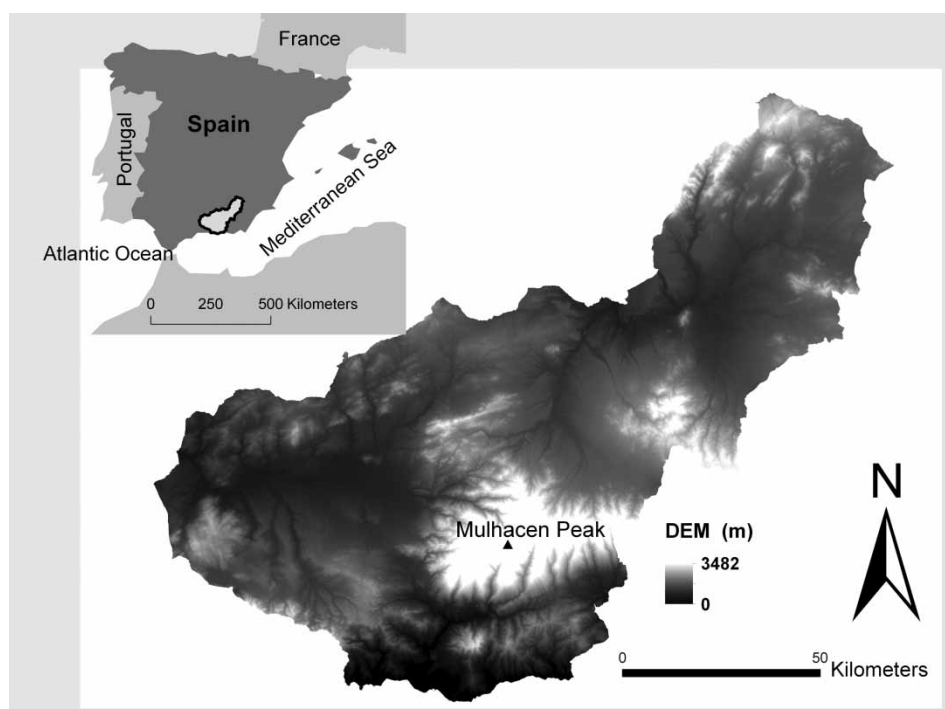 France
Spain
Portugal
Mediterranean Sea
Atlantic Ocean
0 250 500 Kilometers
Mulhacen Peak
DEM (m)
3482
0
N
0 50
Kilometers